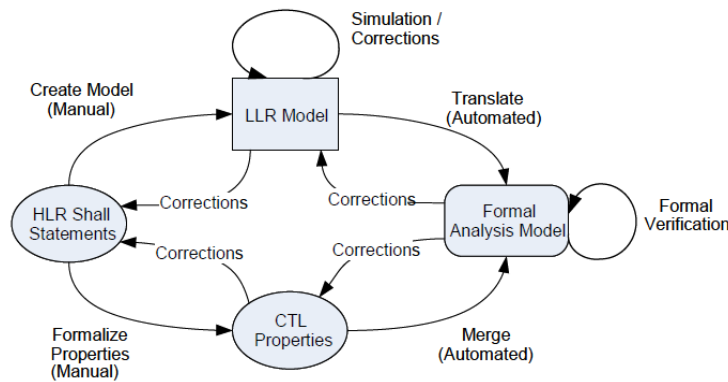 Simulation /
Corrections
Create Model
(Manual)
LLR Model
Translate
(Automated)
Corrections
Corrections
HLR Shall
Statements
Formal
Analysis Model
Formal
Verification
Corrections
Corrections
Formalize
Properties
(Manual)
CTL
Properties
Merge
(Automated)